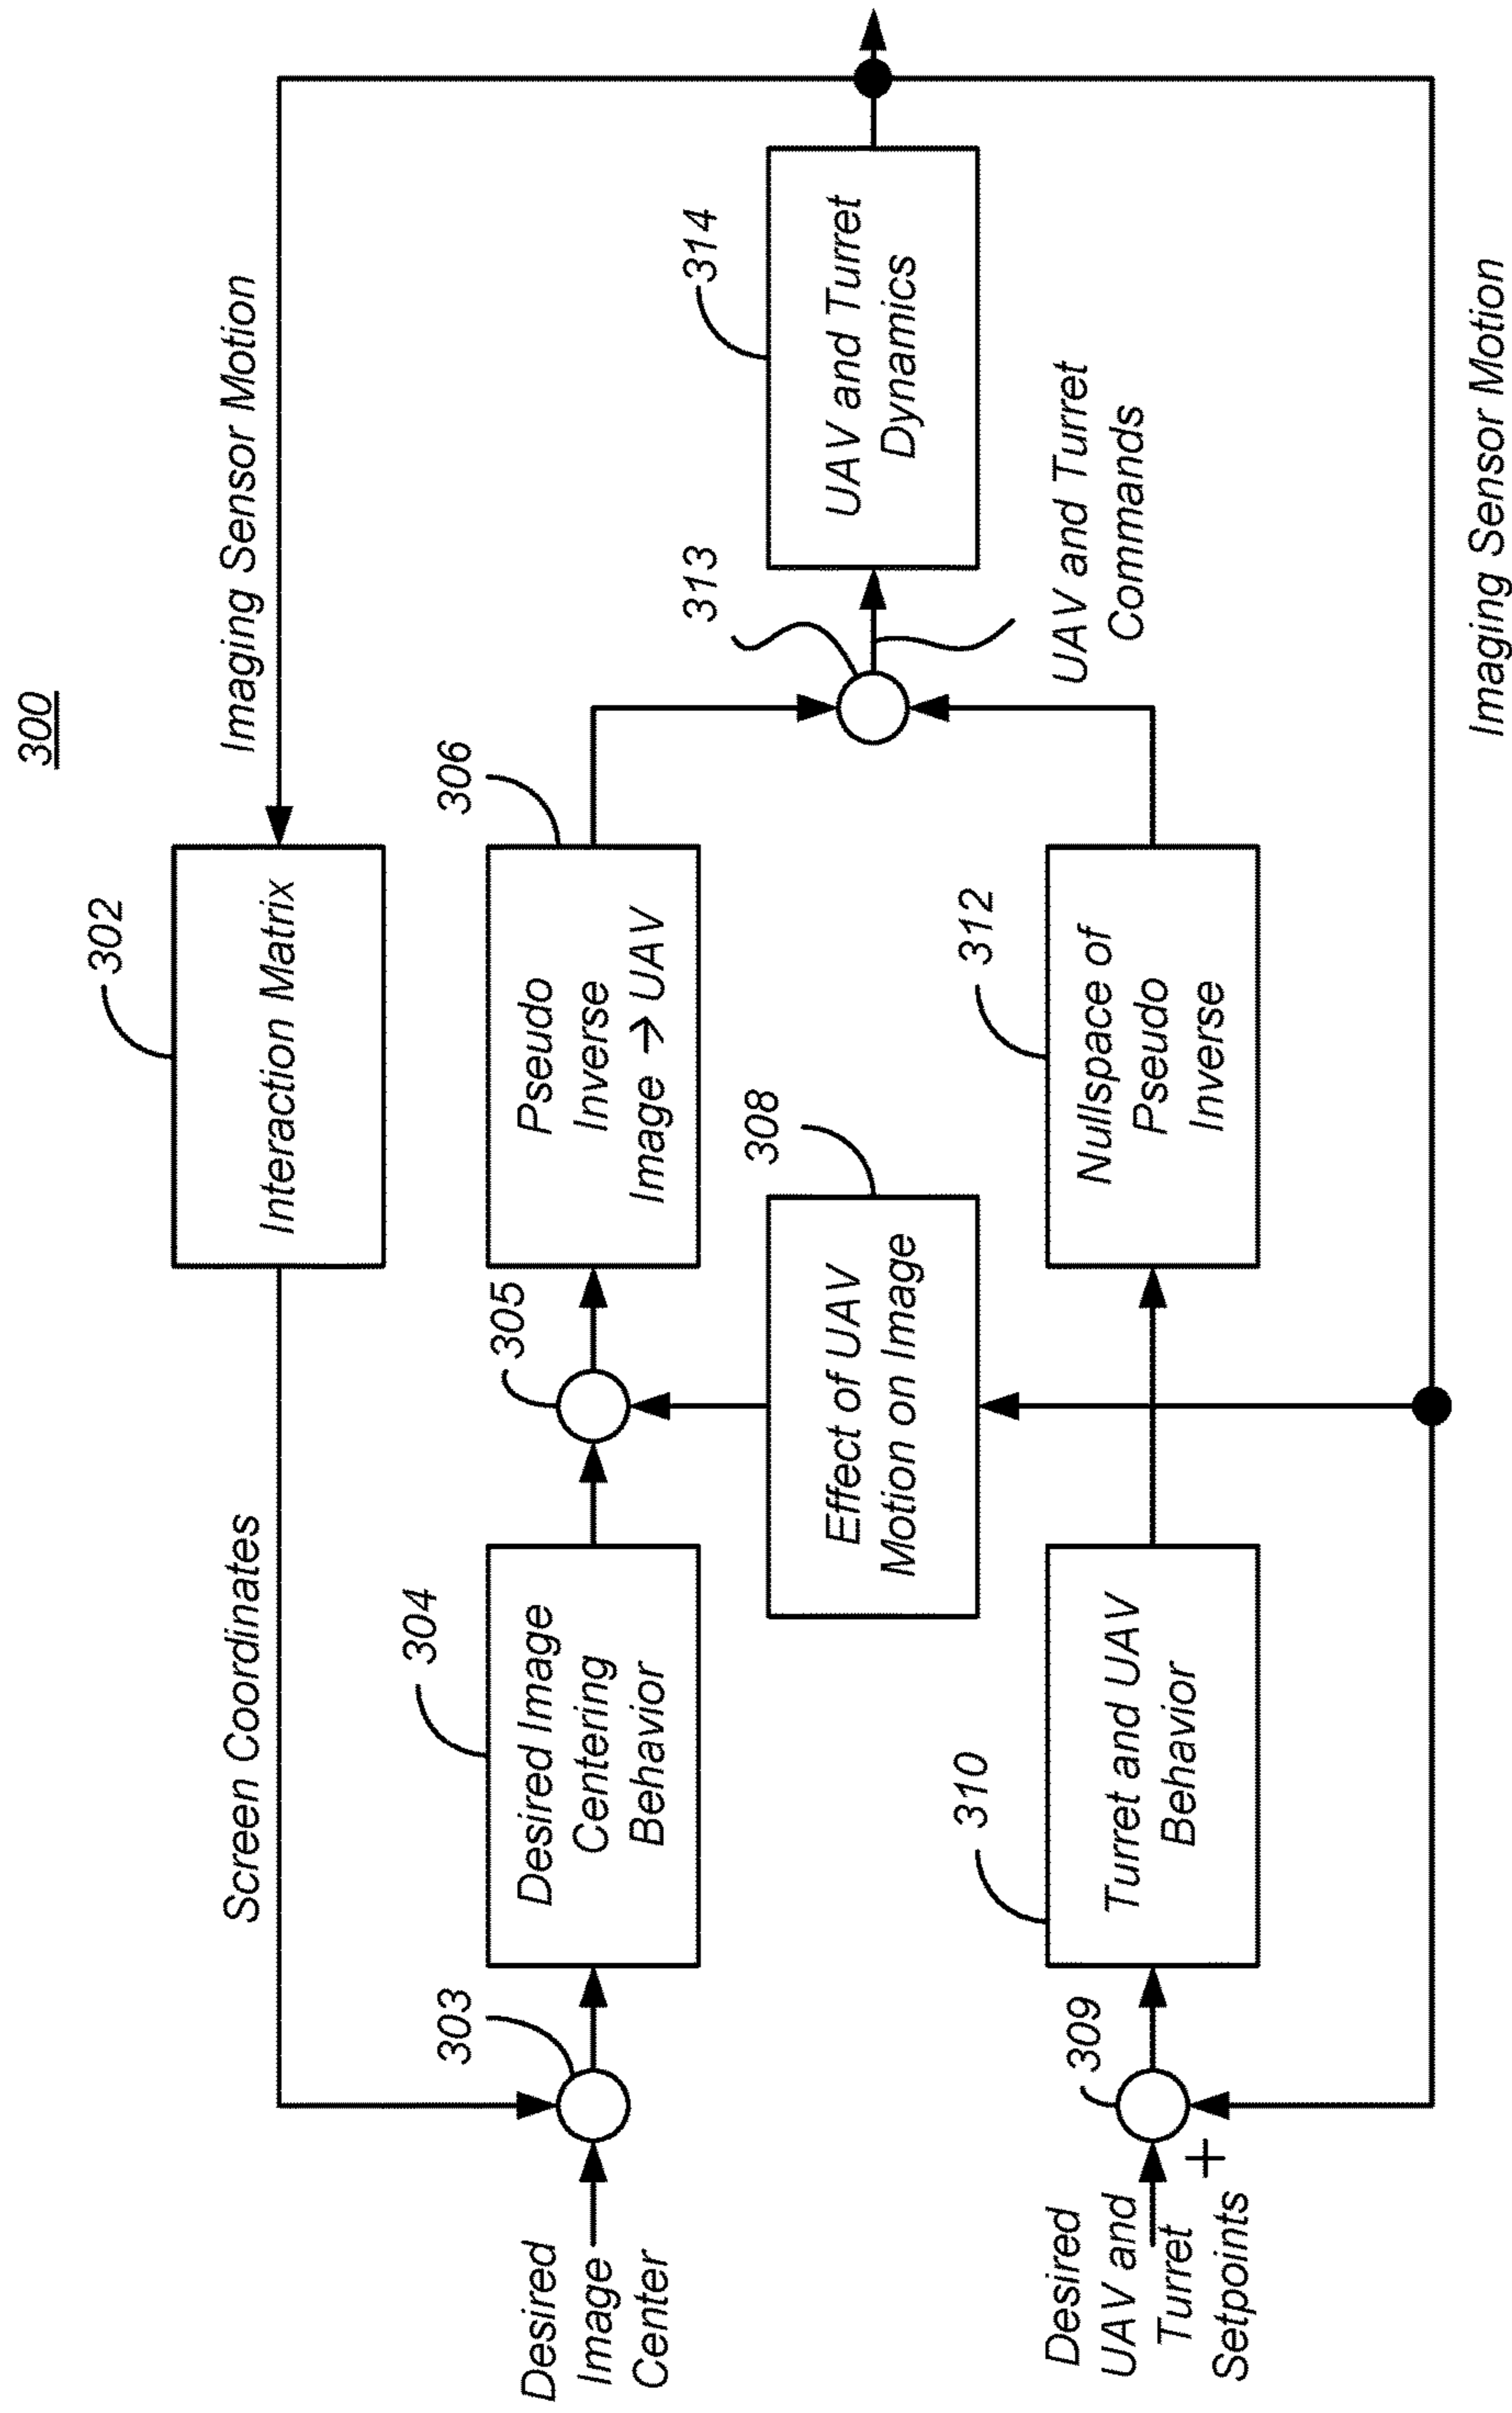 300
Imaging Sensor Motion
Screen Coordinates
302
Interaction Matrix
303
Desired
Image
Center
304
Desired Image
Centering
Behavior
305
306
Pseudo
Inverse
Image → UAV
308
Effect of UAV
Motion on Image
313
UAV and Turret
Commands
314
UAV and Turret
Dynamics
309
Desired
UAV and
Turret
Setpoints
+
310
Turret and UAV
Behavior
312
Nullspace of
Pseudo
Inverse
Imaging Sensor Motion